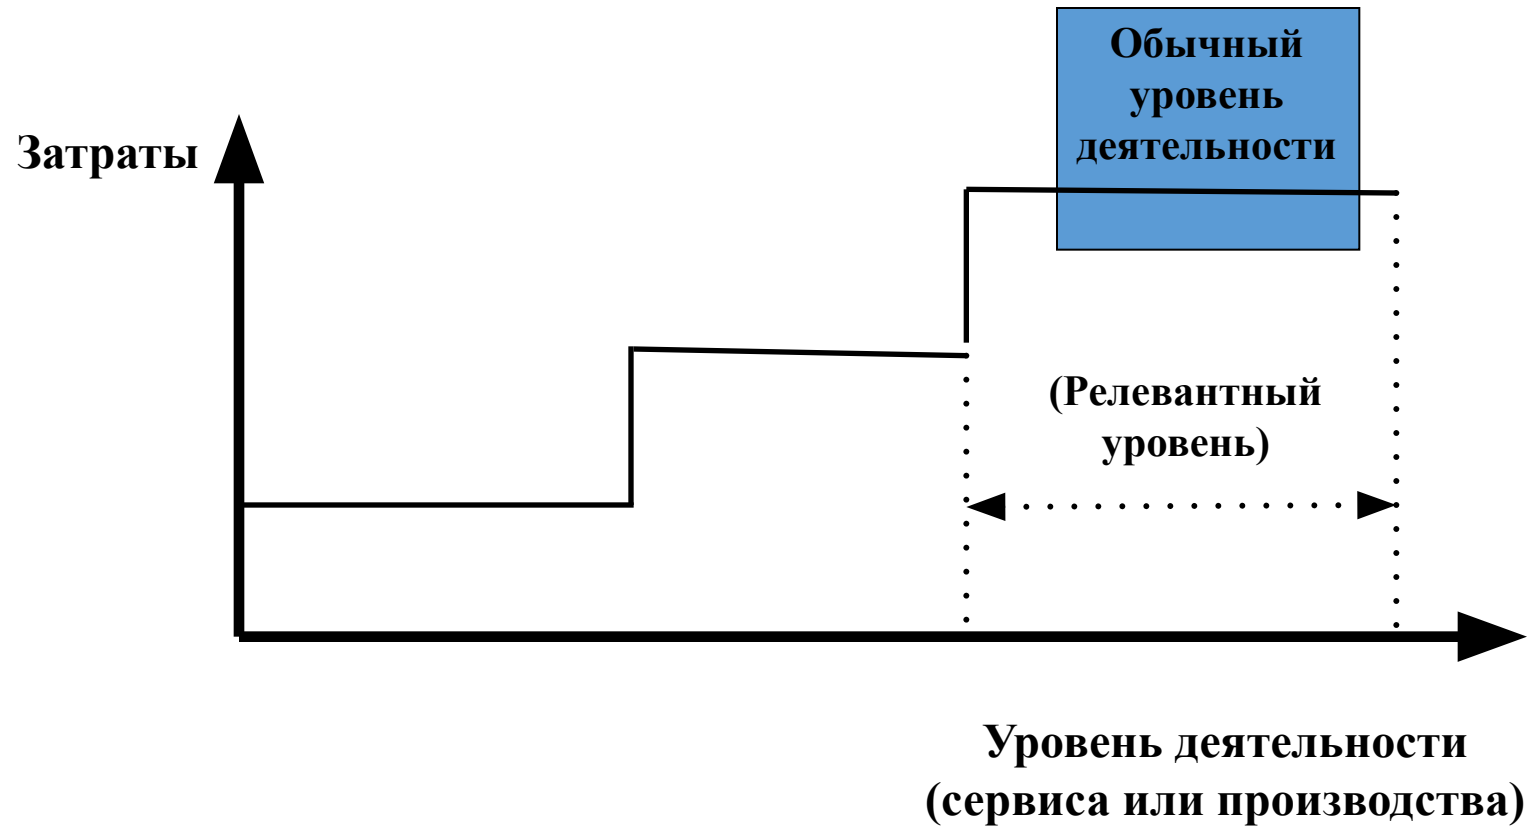 Обычный
уровень
деятельности
Затраты
(Релевантный
уровень)
Уровень деятельности
(сервиса или производства)